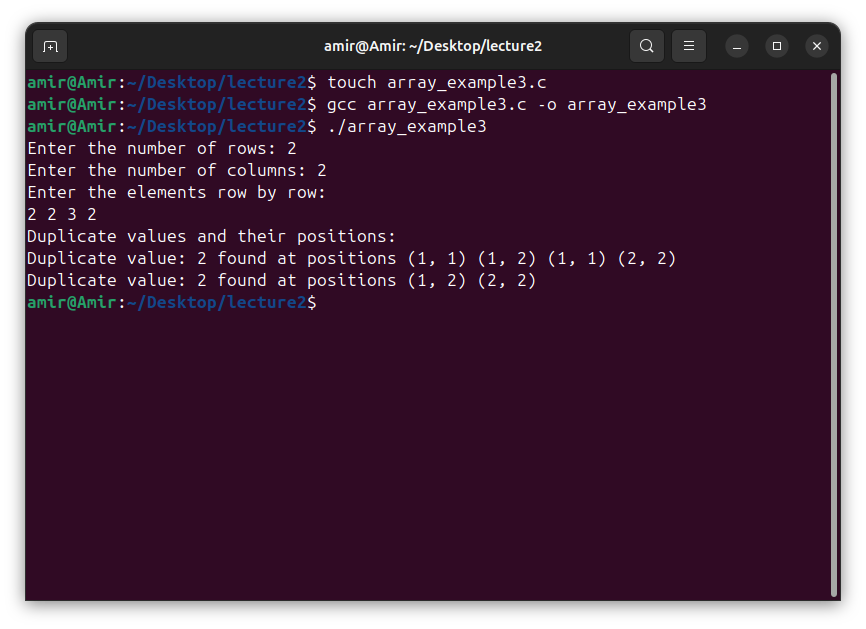 amir@Amir: ~/Desktop/lecture2
amir@Amir:~/Desktop/lecture2$ touch array_example3.c
amir@Amir:~/Desktop/lecture2$ gcc array_example3.c -o array_example3
amir@Amir:~/Desktop/lecture2$ ./array_example3
Enter the number of rows: 2
Enter the number of columns: 2
Enter the elements row by row:
2 2 3 2
Duplicate values and their positions:
Duplicate value: 2 found at positions (1, 1) (1, 2) (1, 1) (2, 2)
Duplicate value: 2 found at positions (1, 2) (2, 2)
amir@Amir:~/Desktop/lecture2$